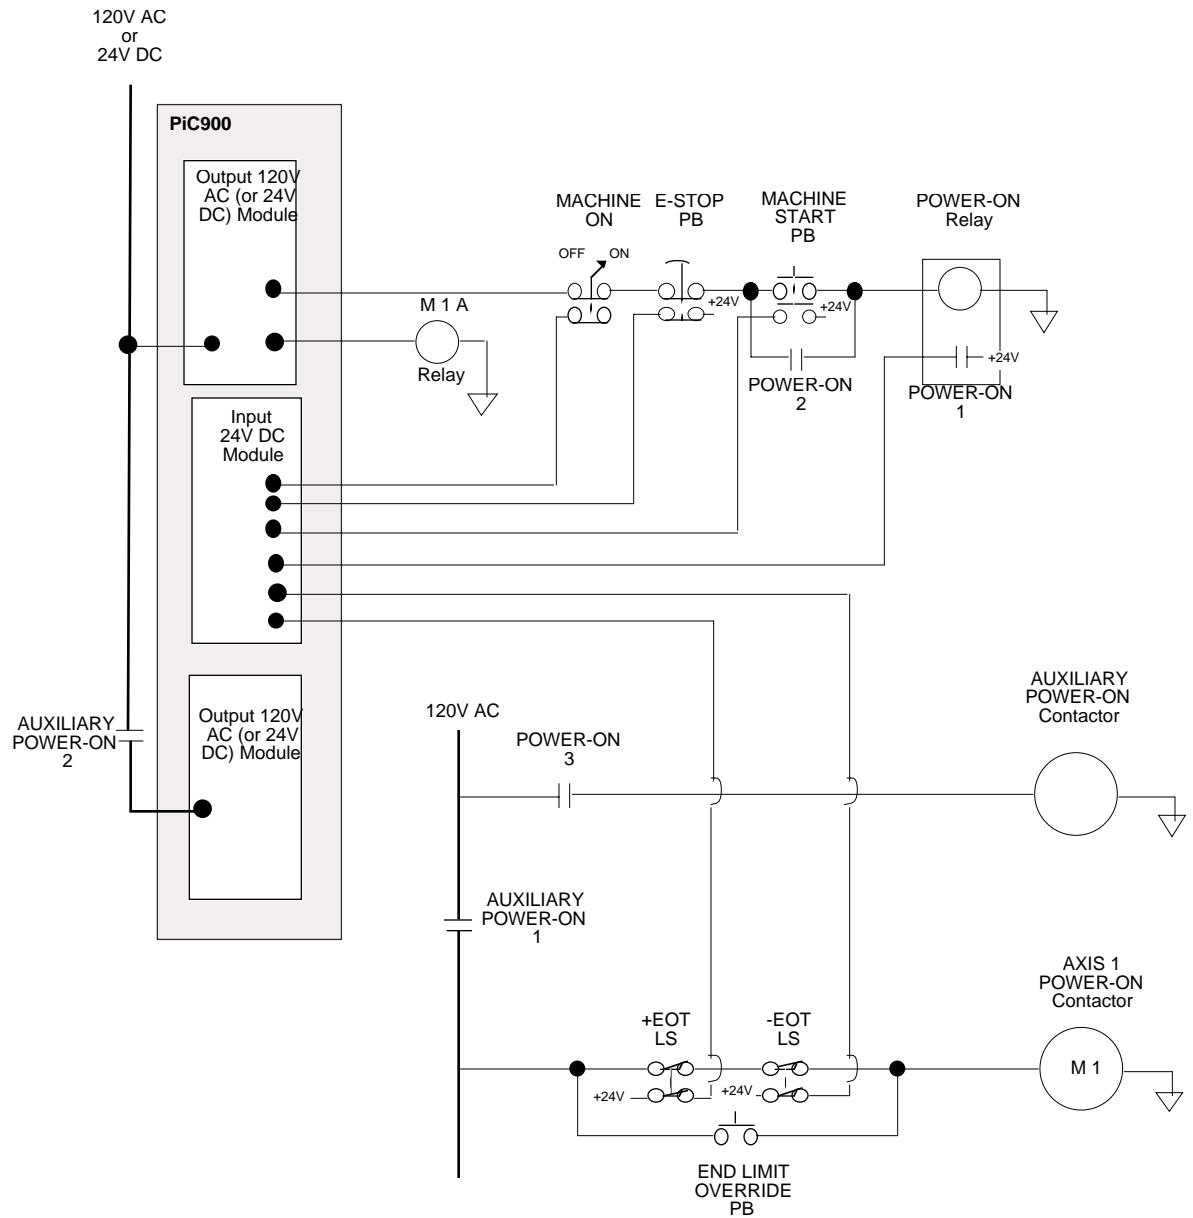 120V AC
or
24V DC
PiC900
Output 120V
AC (or 24V
DC) Module
MACHINE
ON
E-STOP
PB
MACHINE
START
PB
POWER-ON
Relay
OFF
ON
M 1 A
Relay
+24V
+24V
+24V
POWER-ON
2
POWER-ON
1
Input
24V DC
Module
AUXILIARY
POWER-ON
2
Output 120V
AC (or 24V
DC) Module
120V AC
POWER-ON
3
AUXILIARY
POWER-ON
Contactor
AUXILIARY
POWER-ON
1
AXIS 1
POWER-ON
Contactor
+EOT
LS
-EOT
LS
M 1
+24V
+24V
END LIMIT
OVERRIDE
PB